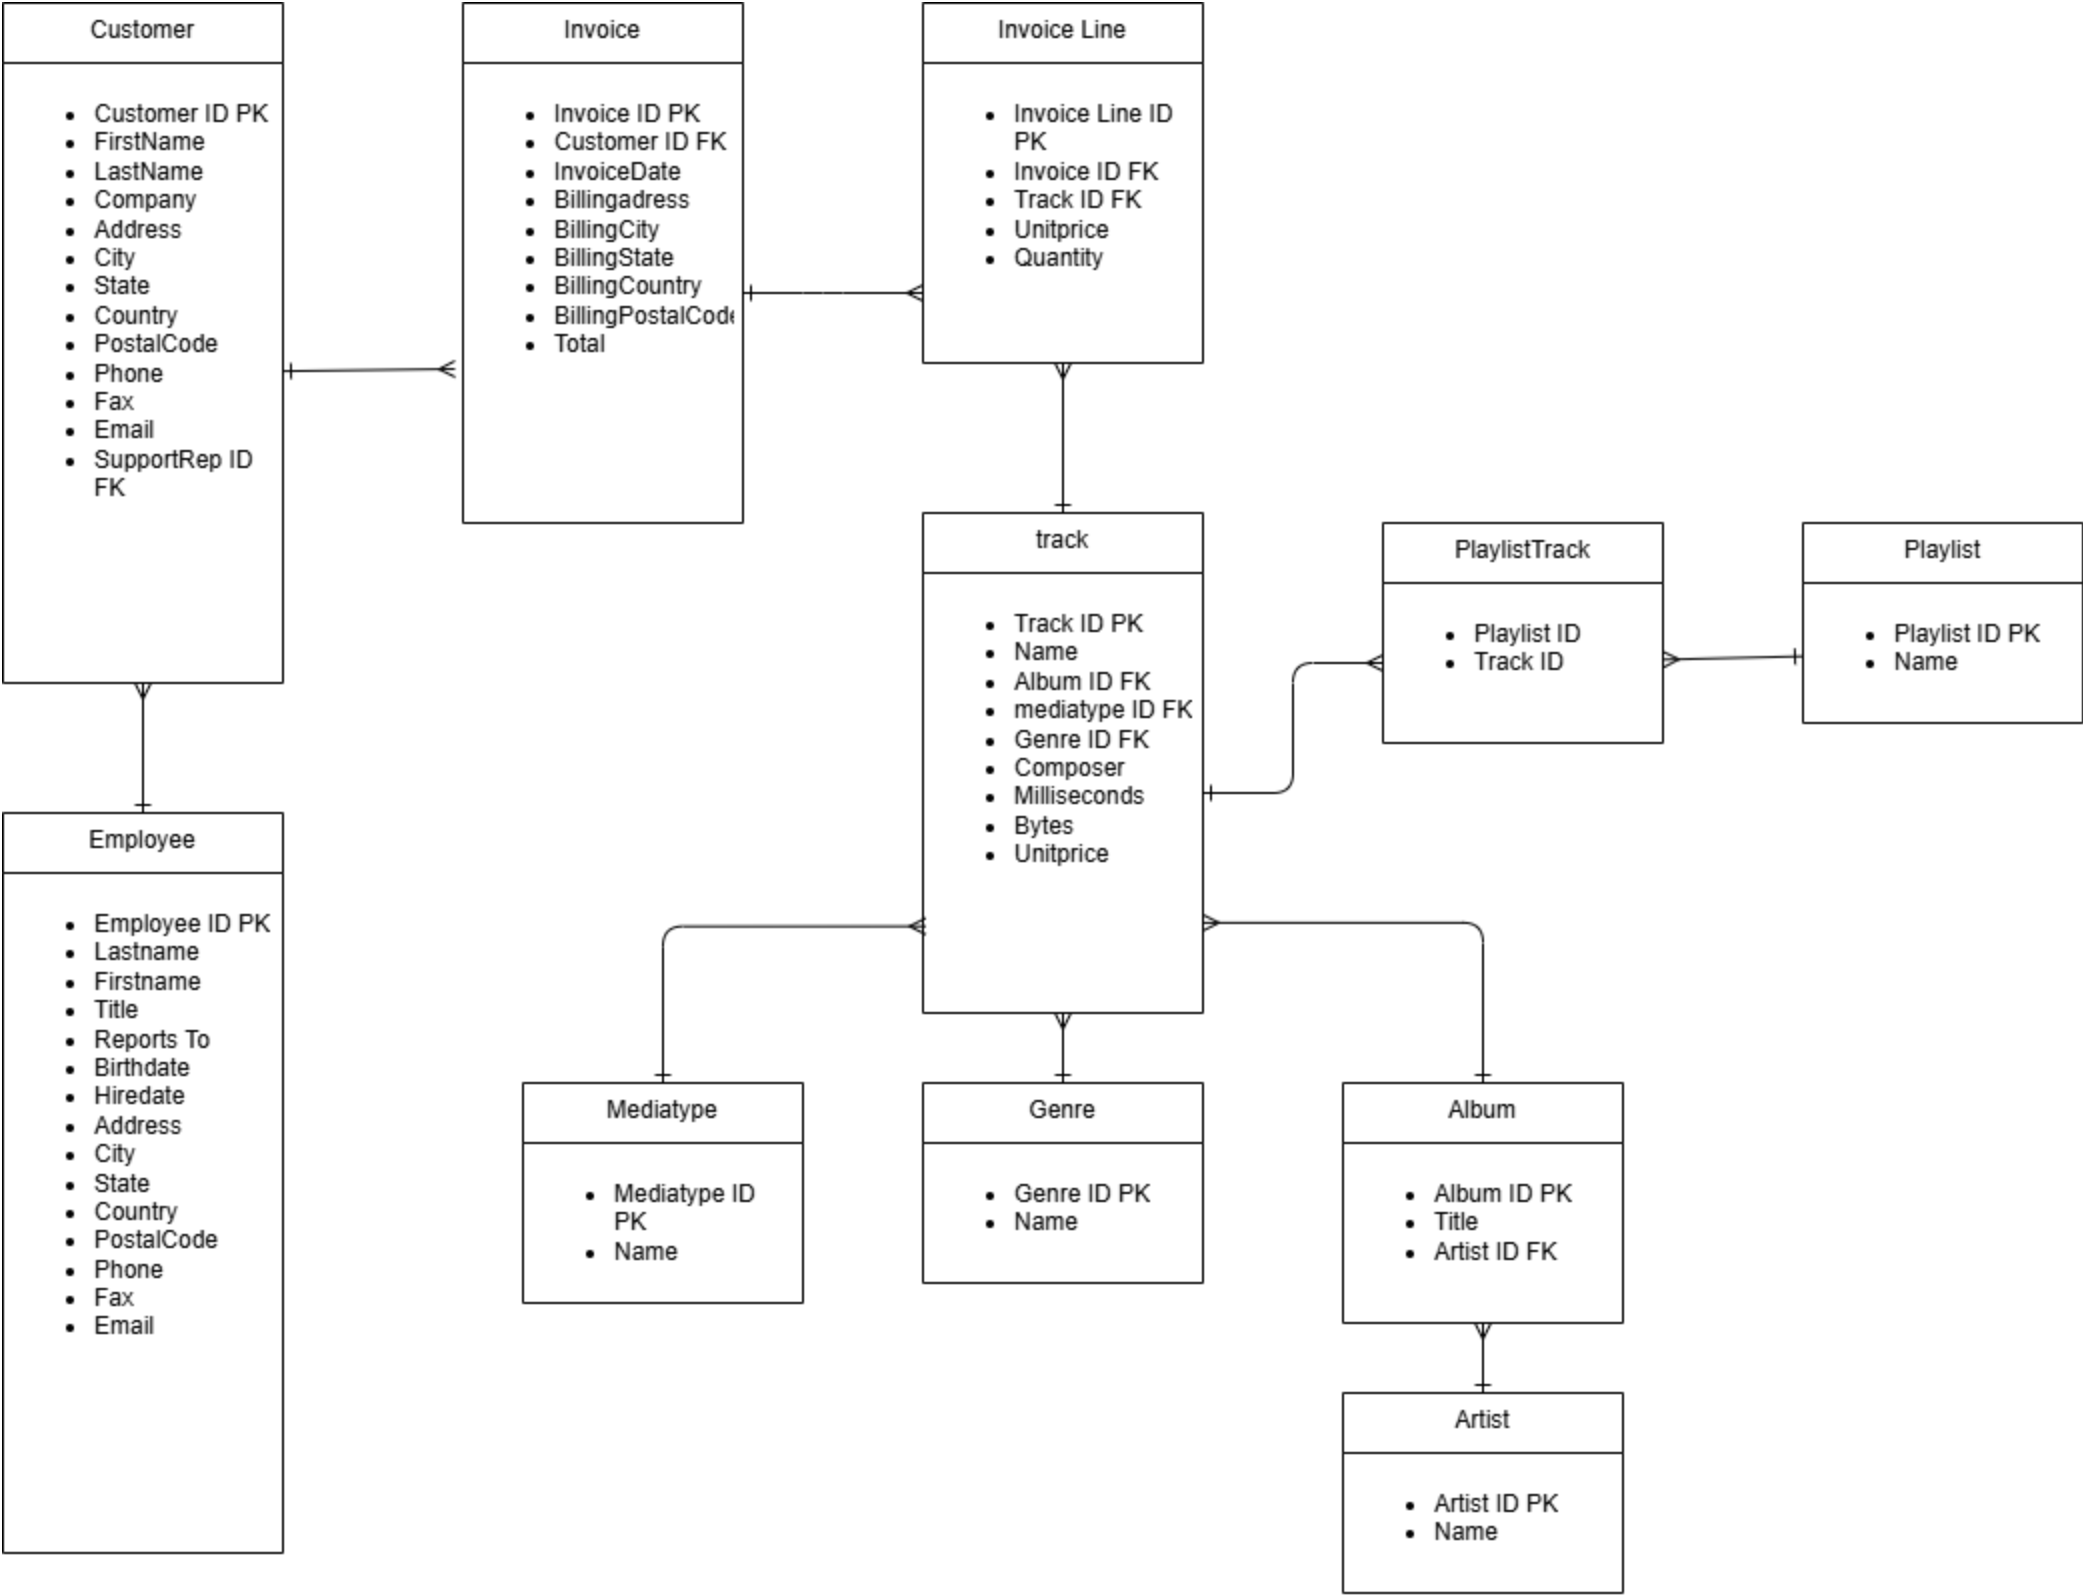 Customer
Customer ID PK
FirstName
LastName
Company
Address
City
State
Country
PostalCode
Phone
Fax
Email
SupportRep ID
FK
Invoice
Invoice ID PK
Customer ID FK
InvoiceDate
Billingadress
BillingCity
BillingState
BillingCountry
BillingPostalCode
Total
Invoice Line
Invoice Line ID
PK
Invoice ID FK
Track ID FK
Unitprice
Quantity
track
Track ID PK
Name
Album ID FK
mediatype ID FK
Genre ID FK
Composer
Milliseconds
Bytes
Unitprice
PlaylistTrack
Playlist ID
Track ID
Playlist
Playlist ID PK
Name
Employee
Employee ID PK
Lastname
Firstname
Title
Reports To
Birthdate
Hiredate
Address
City
State
Country
PostalCode
Phone
Fax
Email
Mediatype
Mediatype ID
PK
Name
Genre
Genre ID PK
Name
Album
Album ID PK
Title
Artist ID FK
Artist
Artist ID PK
Name